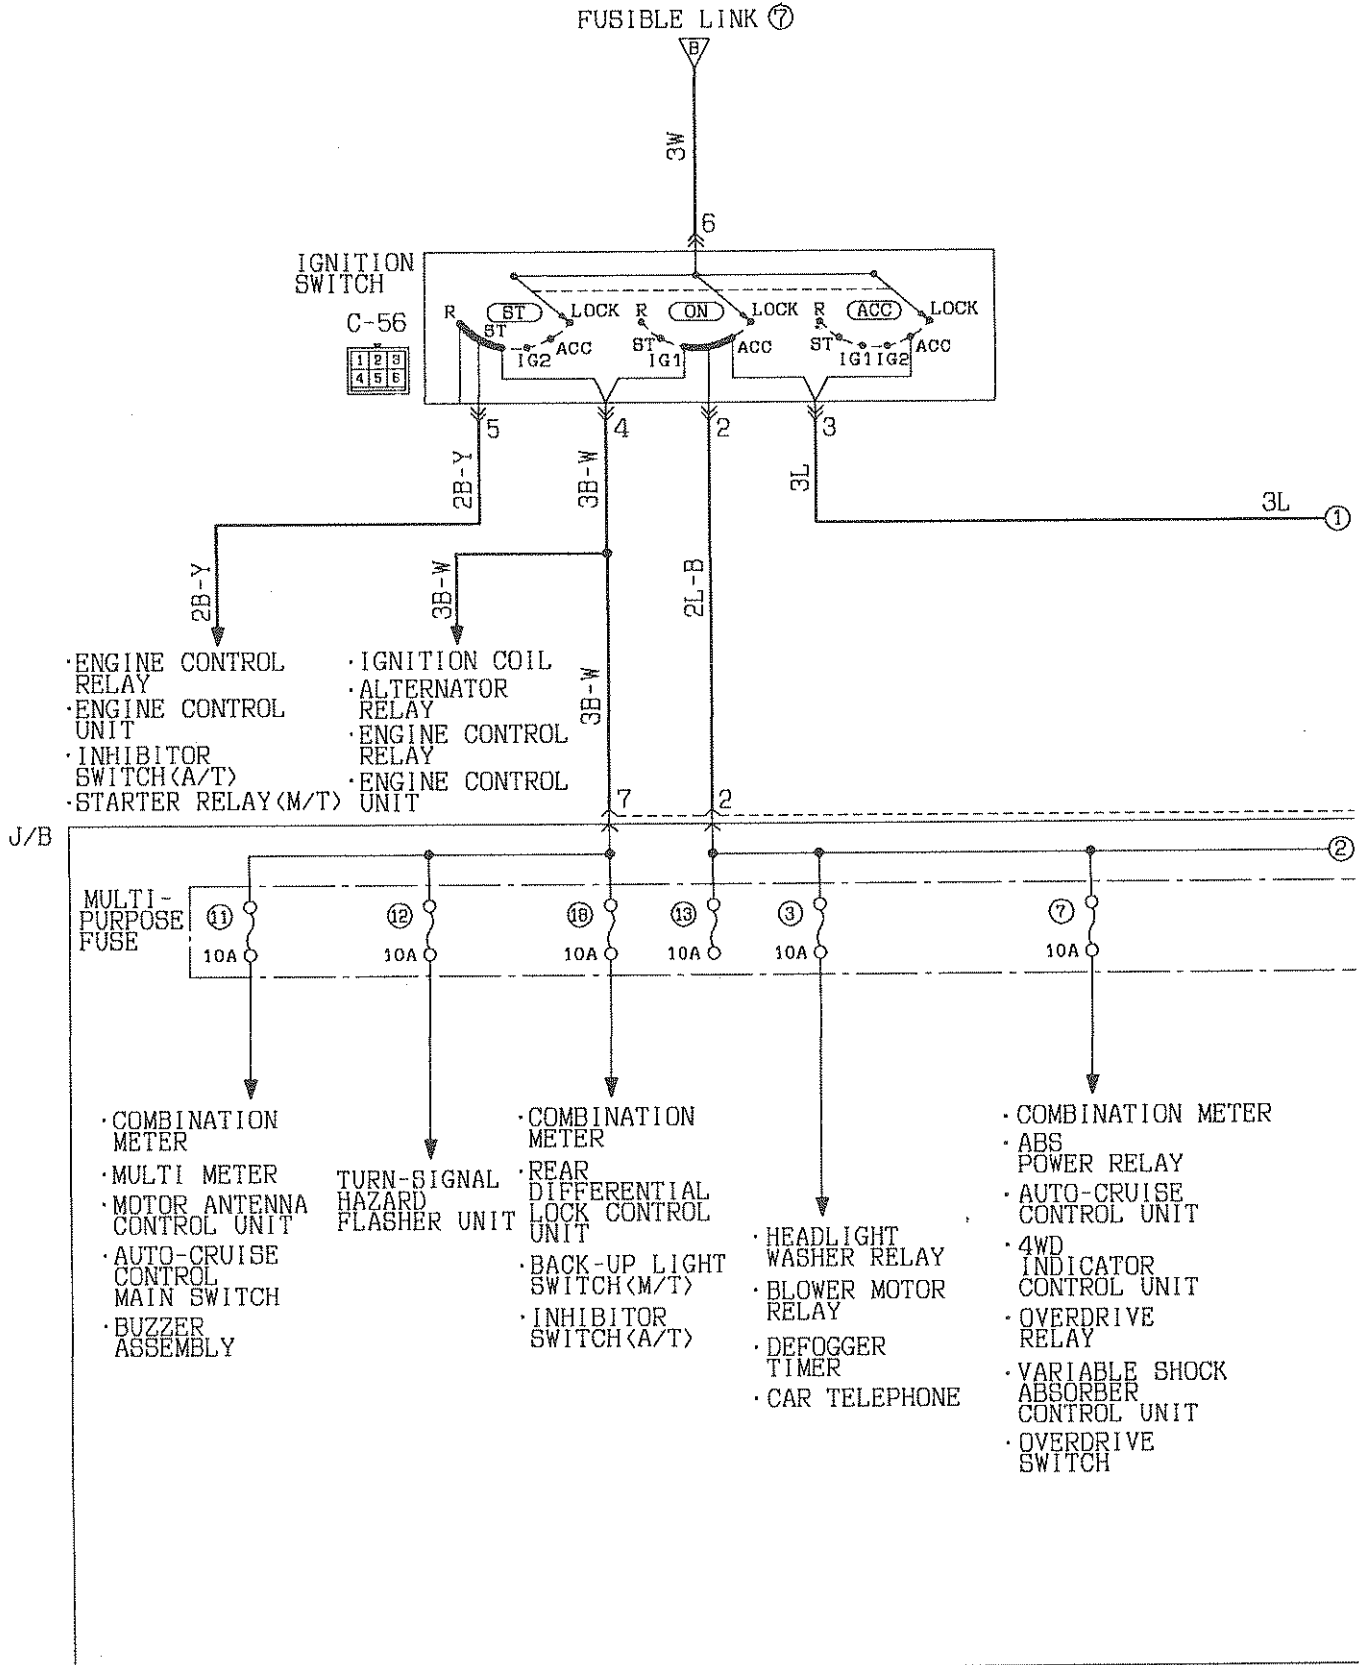 FUSIBLE LINK ⑦
B
3W
6
IGNITION
SWITCH
C-56
1 2 3
4 5 6
R
ST
ST
LOCK
IG2
ACC
R
ON
LOCK
ST
IG1
ACC
R
ACC
LOCK
ST
IG1 IG2
ACC
5
4
2
3
2B-Y
3B-W
3L
3L
①
2B-Y
3B-W
2L-B
3B-W
·ENGINE CONTROL
RELAY
·ENGINE CONTROL
UNIT
·INHIBITOR
SWITCH<A/T>
·STARTER RELAY<M/T>
·IGNITION COIL
·ALTERNATOR
RELAY
·ENGINE CONTROL
RELAY
·ENGINE CONTROL
UNIT
7
2
J/B
②
MULTI-
PURPOSE
FUSE
⑪
10A
⑫
10A
⑱
10A
⑬
10A
③
10A
⑦
10A
·COMBINATION
METER
·MULTI METER
·MOTOR ANTENNA
CONTROL UNIT
·AUTO-CRUISE
CONTROL
MAIN SWITCH
·BUZZER
ASSEMBLY
TURN-SIGNAL
HAZARD
FLASHER UNIT
·COMBINATION
METER
·REAR
DIFFERENTIAL
LOCK CONTROL
UNIT
·BACK-UP LIGHT
SWITCH<M/T>
·INHIBITOR
SWITCH<A/T>
·HEADLIGHT
WASHER RELAY
·BLOWER MOTOR
RELAY
·DEFOGGER
TIMER
·CAR TELEPHONE
·COMBINATION METER
·ABS
POWER RELAY
·AUTO-CRUISE
CONTROL UNIT
·4WD
INDICATOR
CONTROL UNIT
·OVERDRIVE
RELAY
·VARIABLE SHOCK
ABSORBER
CONTROL UNIT
·OVERDRIVE
SWITCH